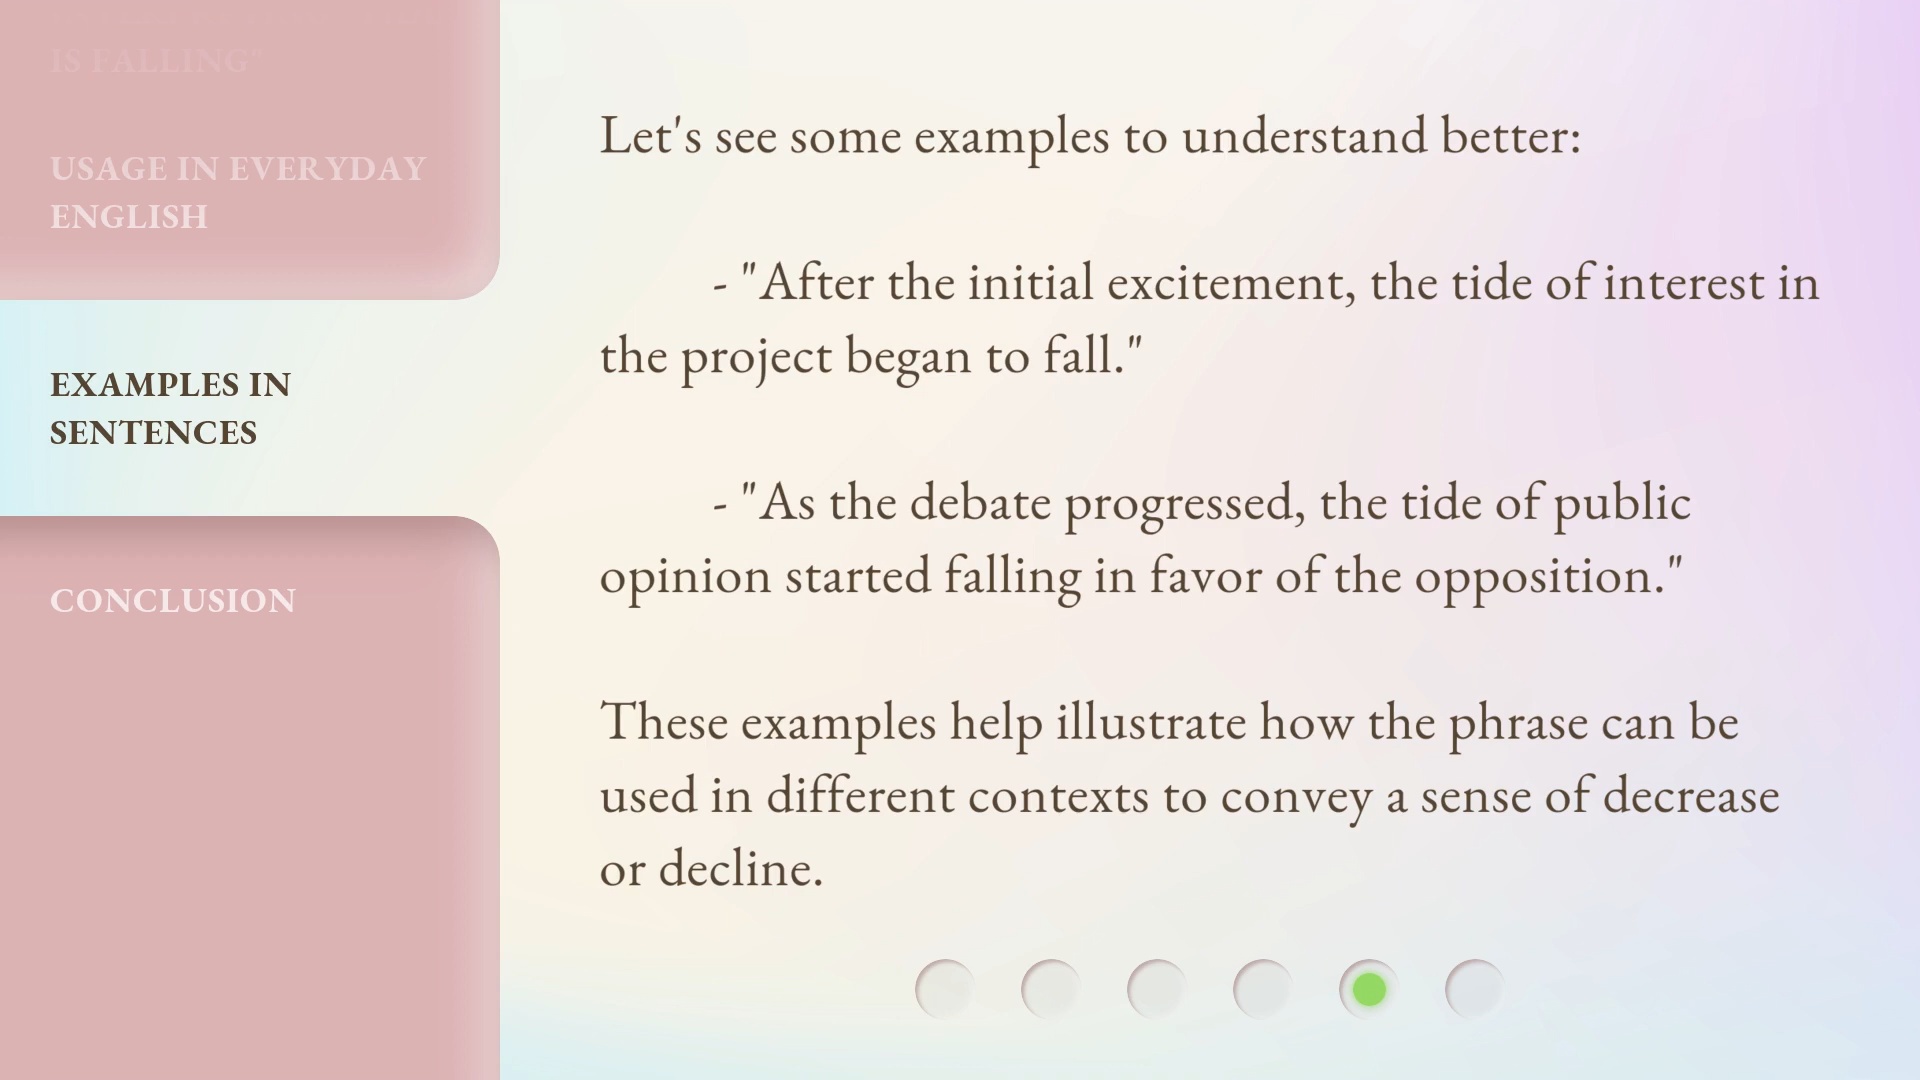 IS FALLING"
USAGE IN EVERYDAY
ENGLISH
EXAMPLES IN
SENTENCES
CONCLUSION
Let's see some examples to understand better:
- "After the initial excitement, the tide of interest in
the project began to fall."
- "As the debate progressed, the tide of public
opinion started falling in favor of the opposition."
These examples help illustrate how the phrase can be
used in different contexts to convey a sense of decrease
or decline.